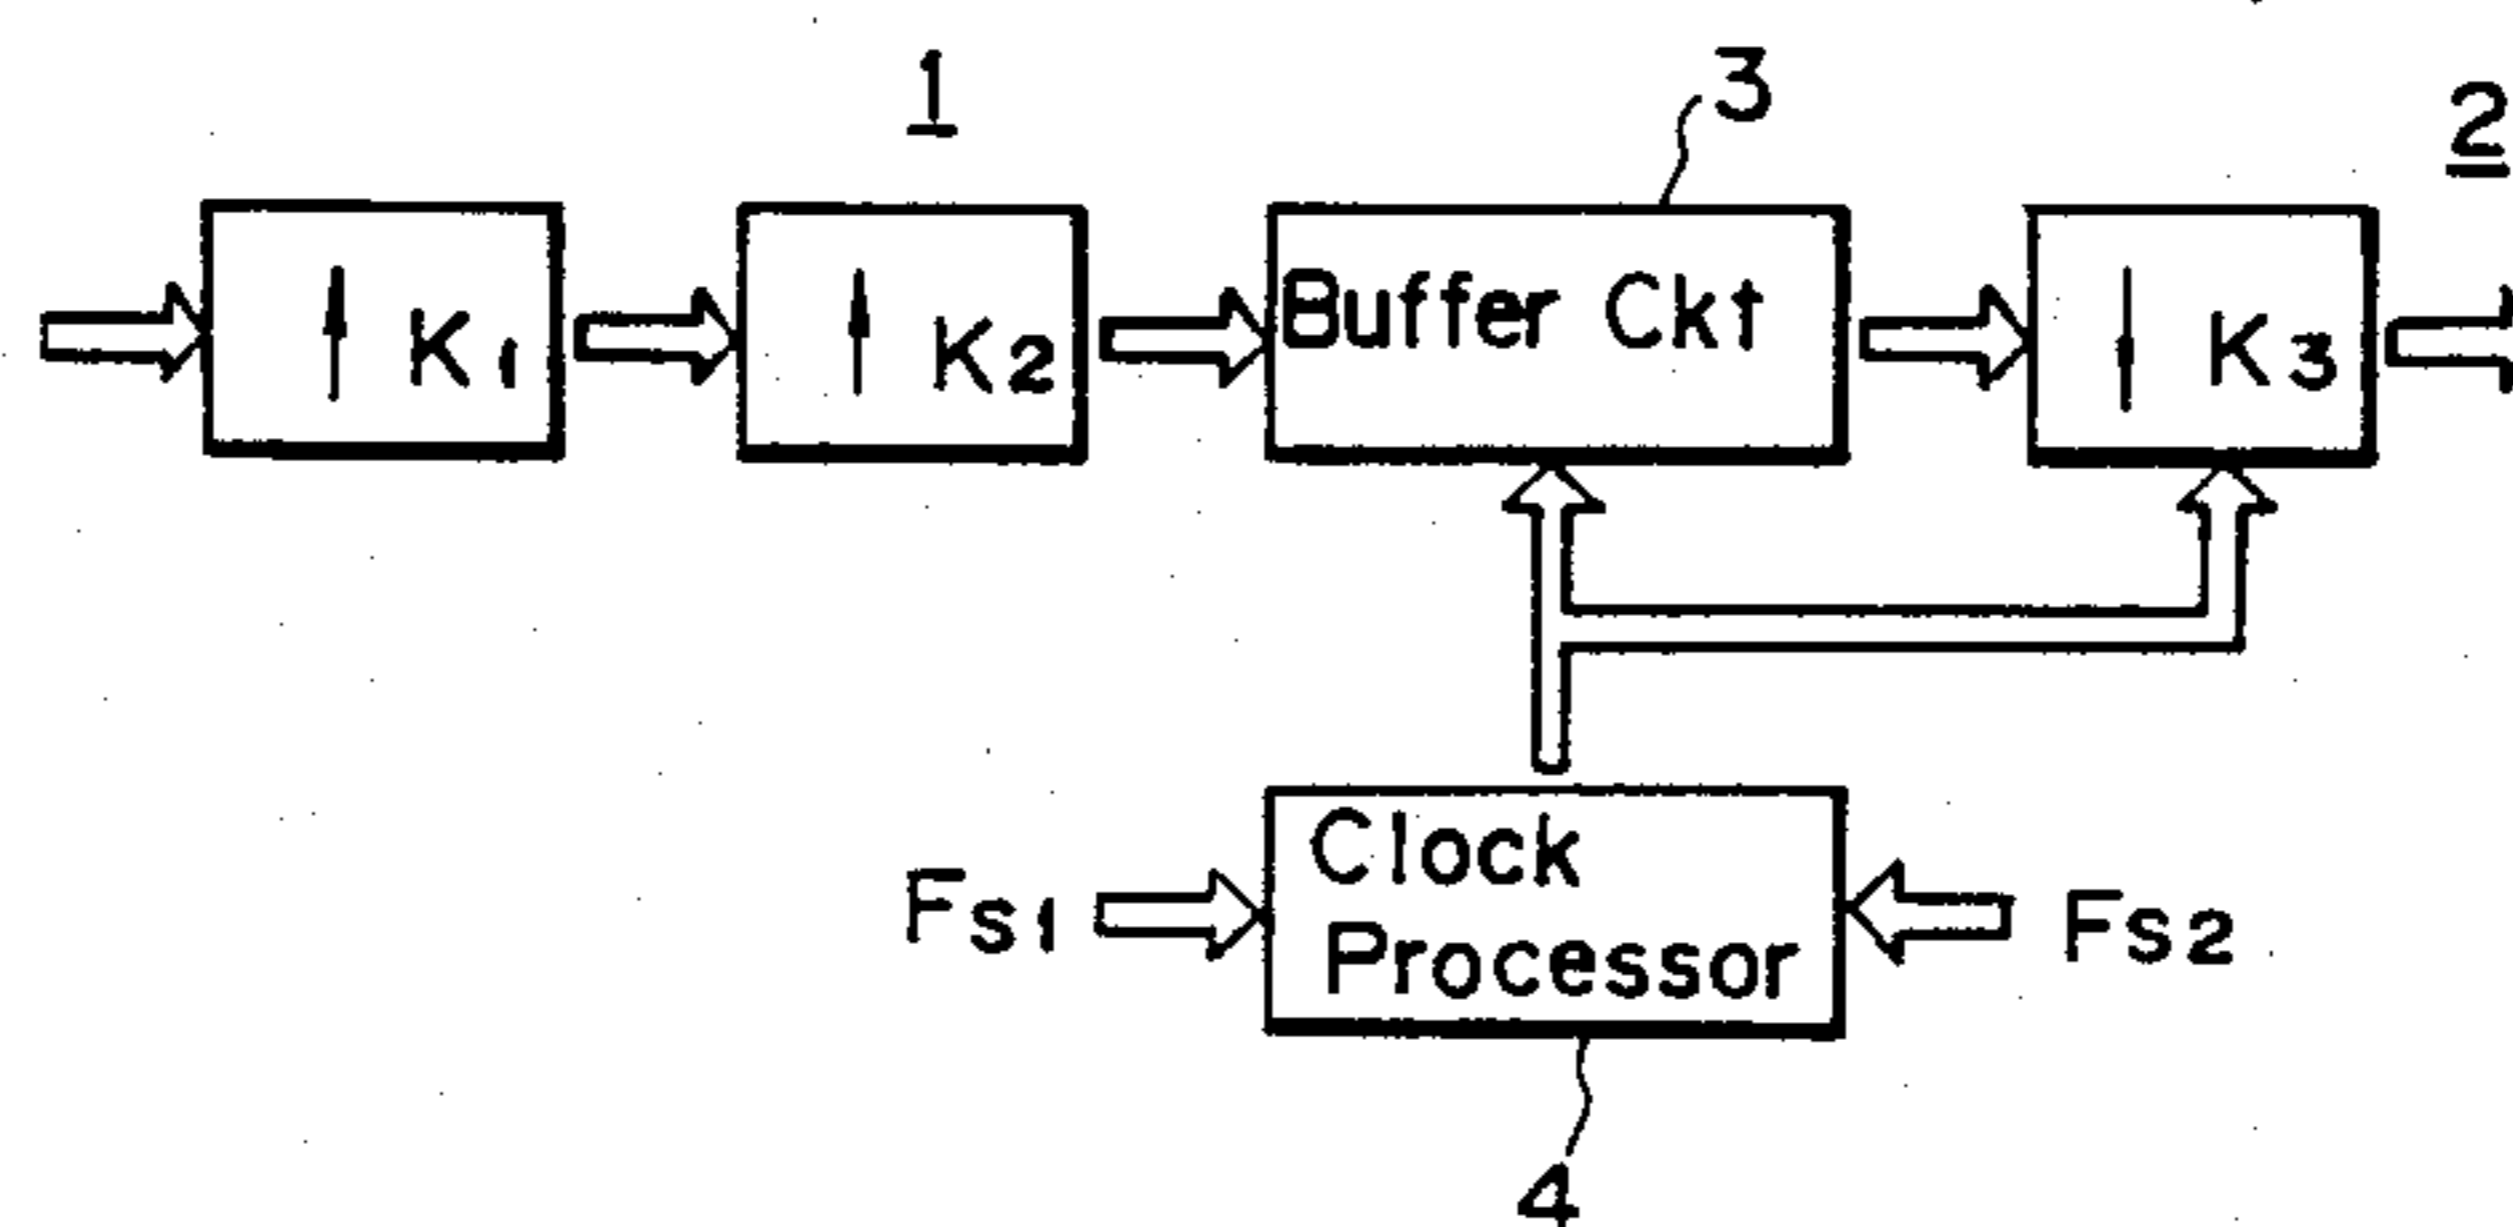 1
3
2
↑ K₁
↑ K₂
Buffer Ckt
↓ K₃
Fs1
Clock
Processor
Fs2
4